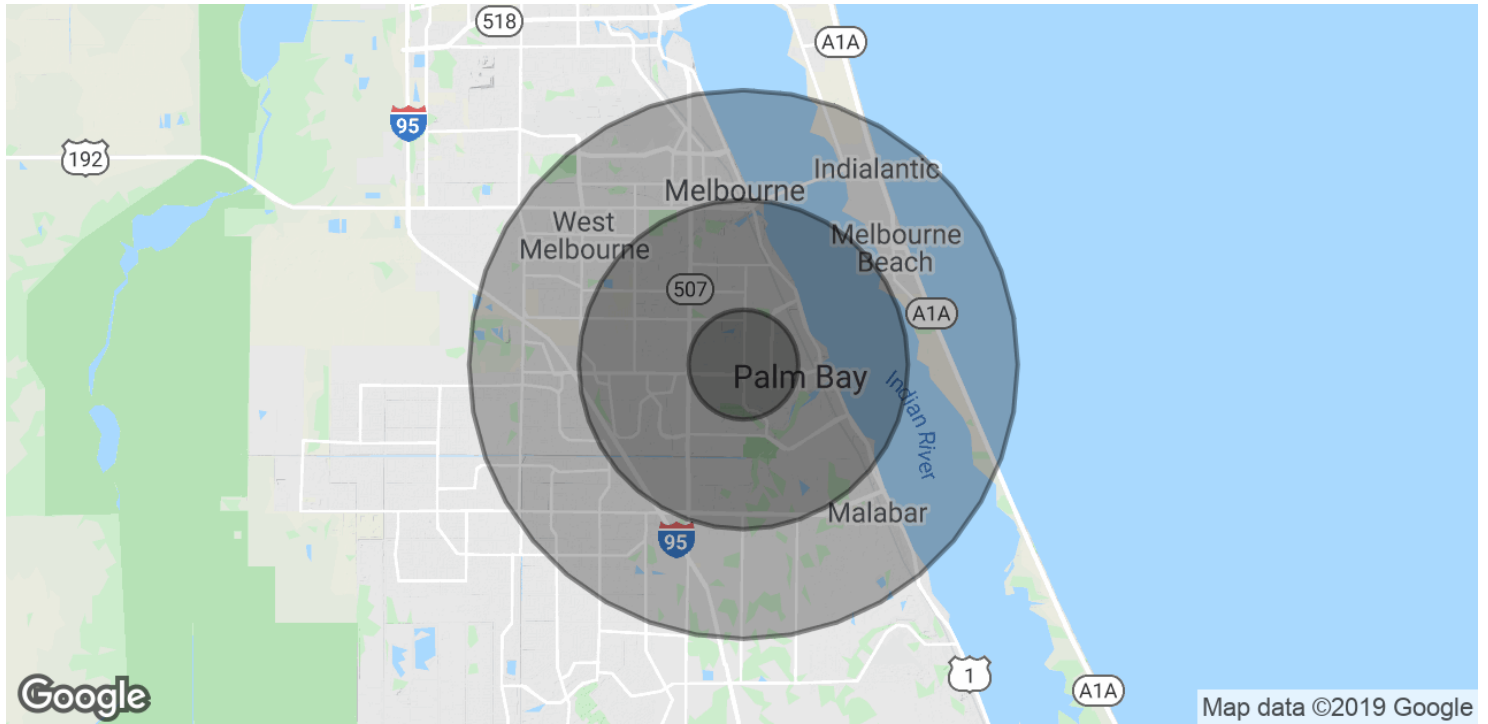 518
A1A
95
192
Indialantic
Melbourne
West
Melbourne
Melbourne
Beach
507
A1A
Palm Bay
Indian River
Malabar
95
1
A1A
Google
Map data ©2019 Google